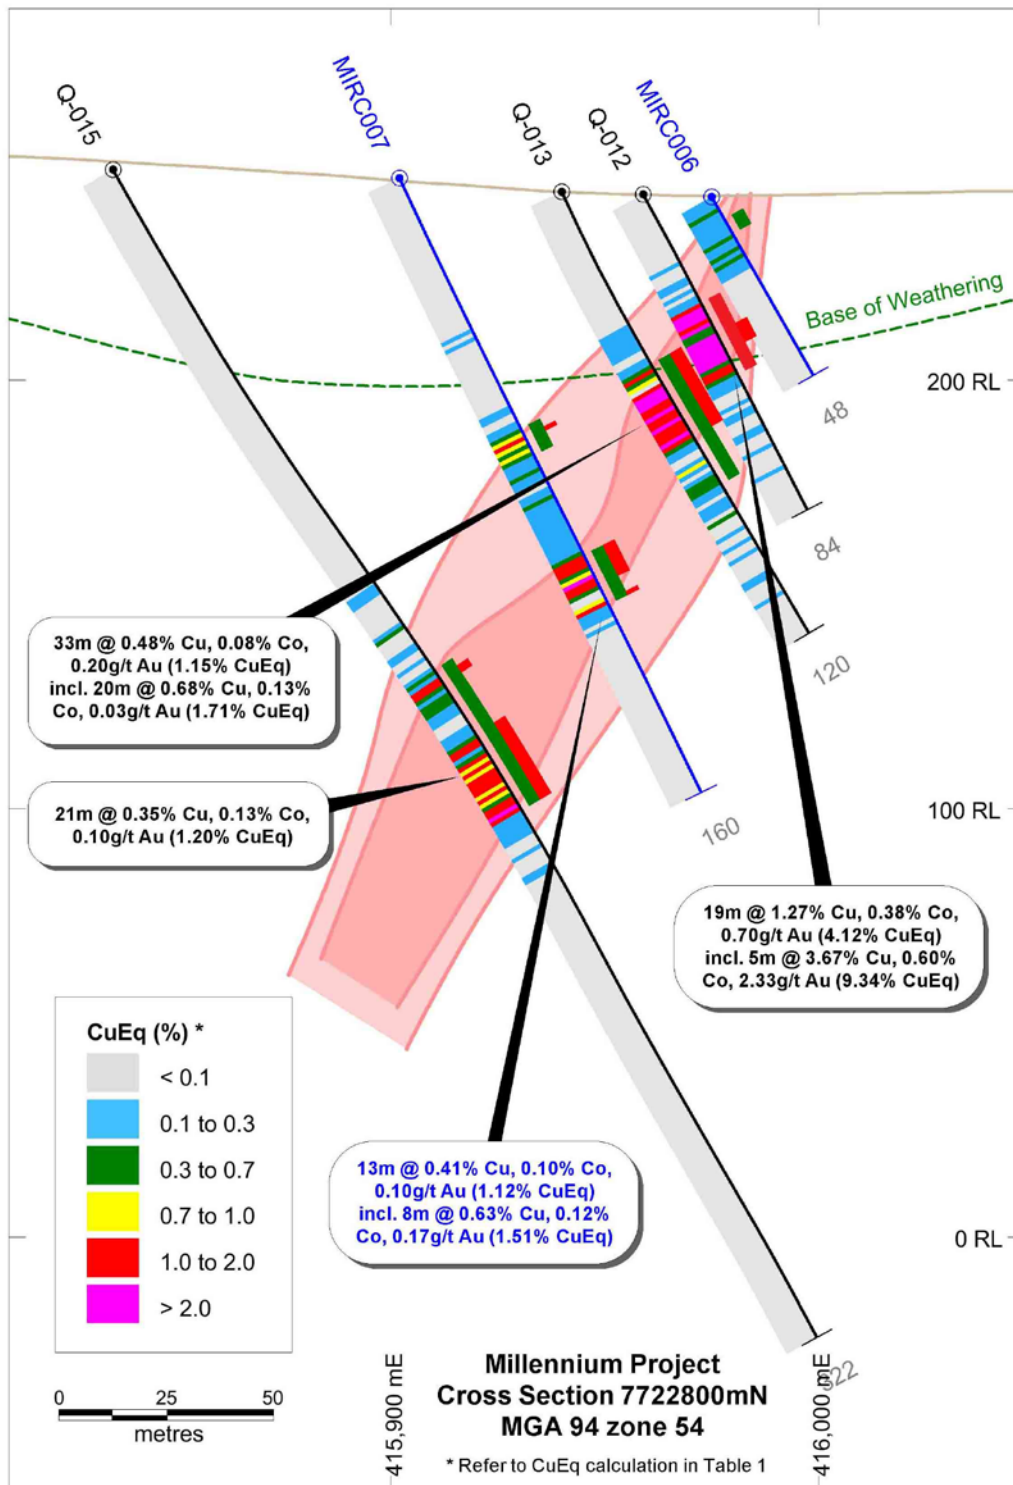 Q-015
MIRC007
Q-013
Q-012
MIRC006
Base of Weathering
200 RL
48
84
120
33m @ 0.48% Cu, 0.08% Co,
0.20g/t Au (1.15% CuEq)
incl. 20m @ 0.68% Cu, 0.13%
Co, 0.03g/t Au (1.71% CuEq)
21m @ 0.35% Cu, 0.13% Co,
0.10g/t Au (1.20% CuEq)
160
100 RL
19m @ 1.27% Cu, 0.38% Co,
0.70g/t Au (4.12% CuEq)
incl. 5m @ 3.67% Cu, 0.60%
Co, 2.33g/t Au (9.34% CuEq)
CuEq (%) *
< 0.1
0.1 to 0.3
0.3 to 0.7
0.7 to 1.0
1.0 to 2.0
> 2.0
13m @ 0.41% Cu, 0.10% Co,
0.10g/t Au (1.12% CuEq)
incl. 8m @ 0.63% Cu, 0.12%
Co, 0.17g/t Au (1.51% CuEq)
0 RL
322
0 25 50
metres
415,900 mE
Millennium Project
Cross Section 7722800mN
MGA 94 zone 54
* Refer to CuEq calculation in Table 1
416,000 mE